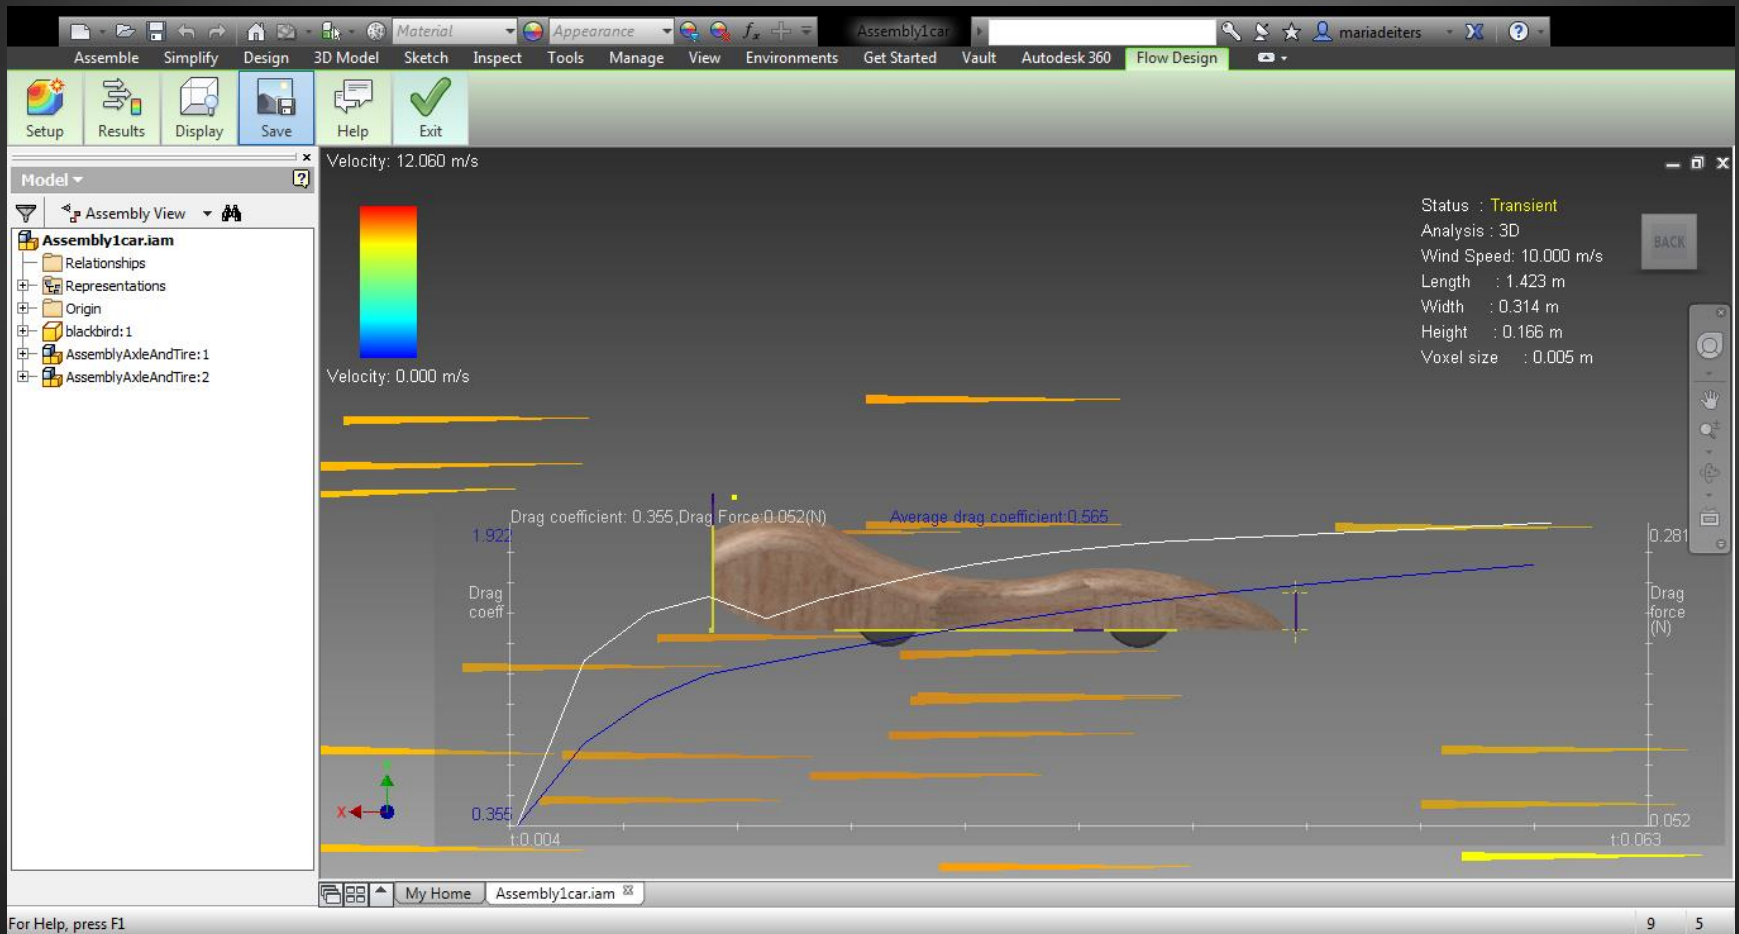 Material
Appearance
fx
Assembly1car
mariadeiters
Assemble Simplify Design 3D Model Sketch Inspect Tools Manage View Environments Get Started Vault Autodesk 360 Flow Design
Setup Results Display Save Help Exit
Model
Assembly View
Assembly1car.iam
Relationships
Representations
Origin
blackbird:1
AssemblyAxleAndTire:1
AssemblyAxleAndTire:2
Velocity: 12.060 m/s
Velocity: 0.000 m/s
Status : Transient
Analysis : 3D
Wind Speed: 10.000 m/s
Length : 1.423 m
Width : 0.314 m
Height : 0.166 m
Voxel size : 0.005 m
BACK
Drag coefficient: 0.355,Drag Force:0.052(N)
Average drag coefficient:0.565
1.922
0.281
Drag
coeff
Drag
force
(N)
0.355
0.052
t:0.004
t:0.063
X
My Home
Assembly1car.iam
For Help, press F1
9 5